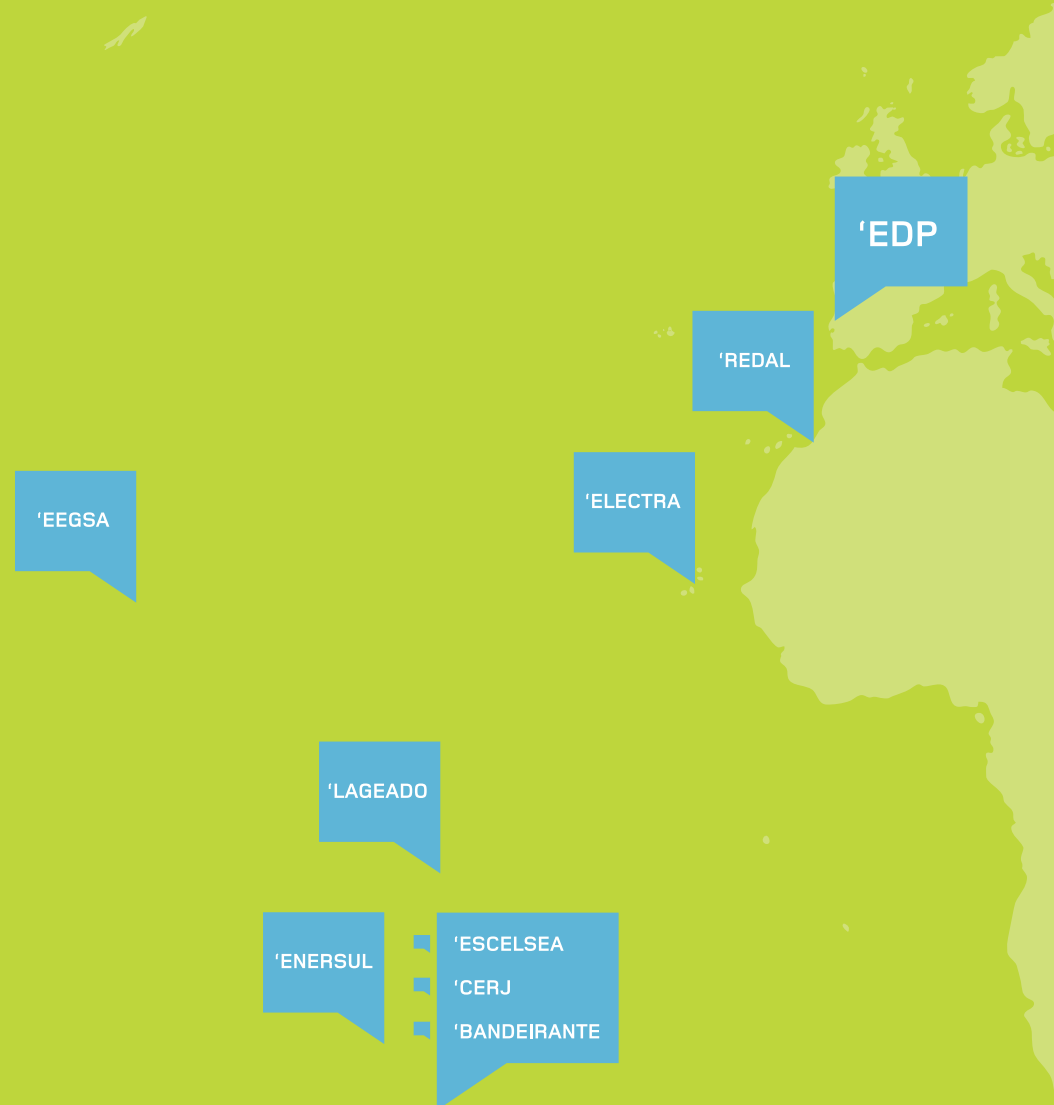 ‘EDP
‘REDAL
‘ELECTRA
‘EEGSA
‘LAGEADO
‘ENERSUL
‘ESCELSEA
‘CERJ
‘BANDEIRANTE